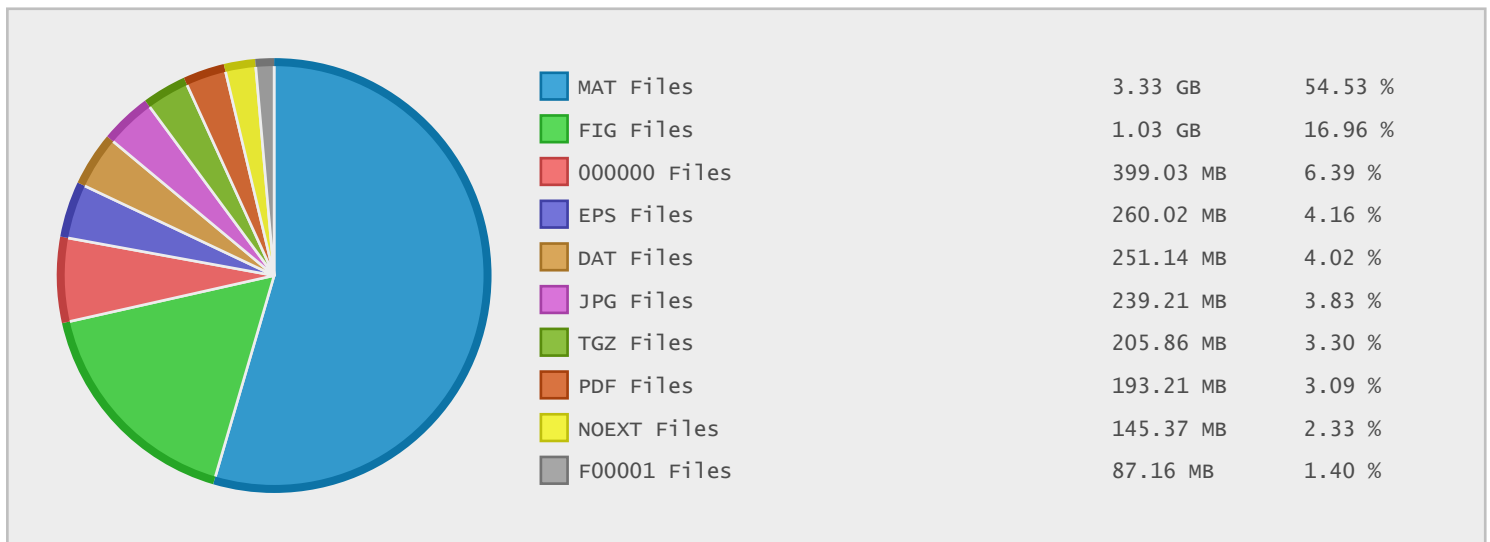 MAT Files 3.33 GB 54.53 %
FIG Files 1.03 GB 16.96 %
000000 Files 399.03 MB 6.39 %
EPS Files 260.02 MB 4.16 %
DAT Files 251.14 MB 4.02 %
JPG Files 239.21 MB 3.83 %
TGZ Files 205.86 MB 3.30 %
PDF Files 193.21 MB 3.09 %
NOEXT Files 145.37 MB 2.33 %
F00001 Files 87.16 MB 1.40 %